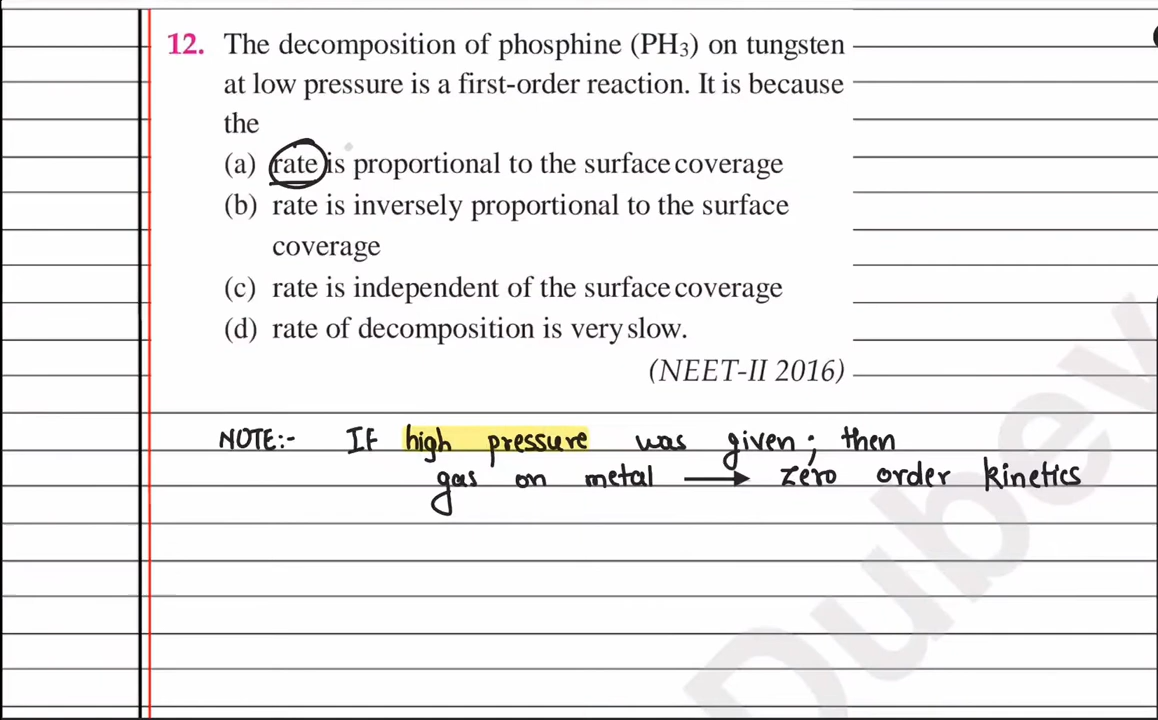 12. The decomposition of phosphine (PH₃) on tungsten
at low pressure is a first-order reaction. It is because
the
(a) rate is proportional to the surface coverage
(b) rate is inversely proportional to the surface
coverage
(c) rate is independent of the surface coverage
(d) rate of decomposition is very slow.
(NEET-II 2016)
NOTE:- IF high pressure was given; then
gas on metal ⟶ zero order kinetics
Dubey